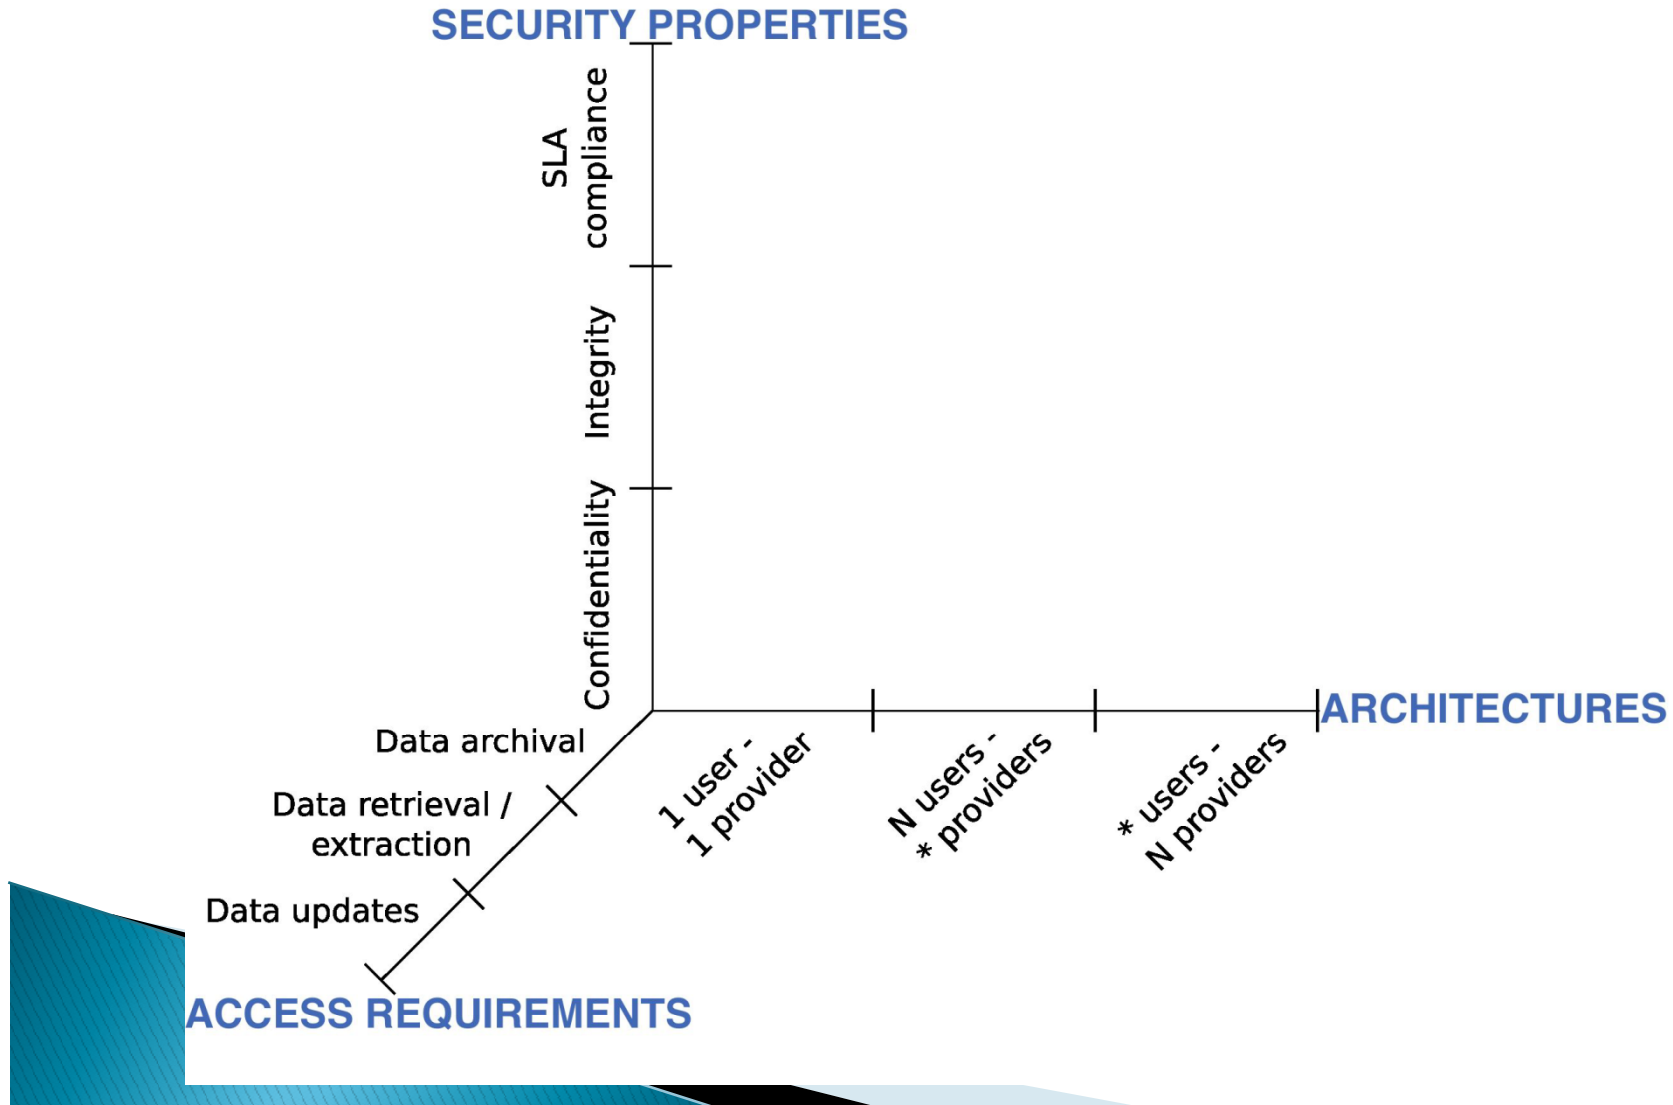 SECURITY PROPERTIES
SLA
compliance
Integrity
Confidentiality
ARCHITECTURES
1 user -
1 provider
N users -
* providers
* users -
N providers
Data archival
Data retrieval /
extraction
Data updates
ACCESS REQUIREMENTS